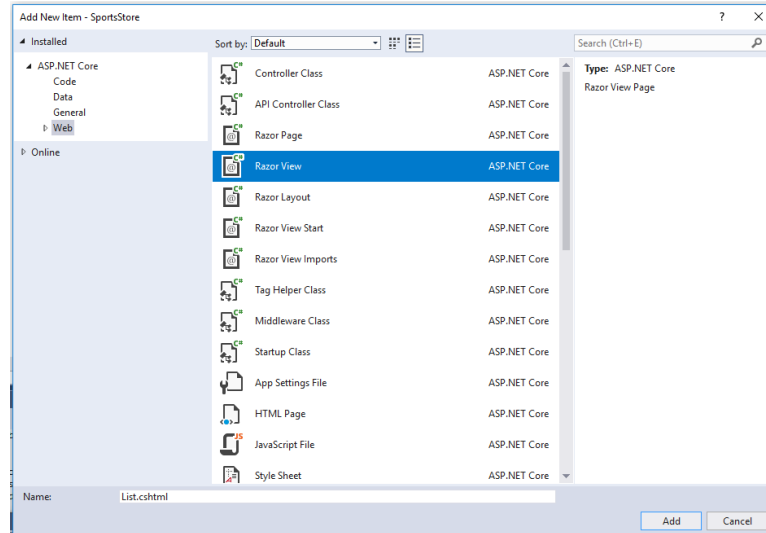 Add New Item - SportsStore ? ×
Installed
Sort by: Default
Search (Ctrl+E)
ASP.NET Core
Code
Data
General
Web
Online
Controller Class ASP.NET Core
API Controller Class ASP.NET Core
Razor Page ASP.NET Core
Razor View ASP.NET Core
Razor Layout ASP.NET Core
Razor View Start ASP.NET Core
Razor View Imports ASP.NET Core
Tag Helper Class ASP.NET Core
Middleware Class ASP.NET Core
Startup Class ASP.NET Core
App Settings File ASP.NET Core
HTML Page ASP.NET Core
JavaScript File ASP.NET Core
Style Sheet ASP.NET Core
Type: ASP.NET Core
Razor View Page
Name: List.cshtml
Add Cancel